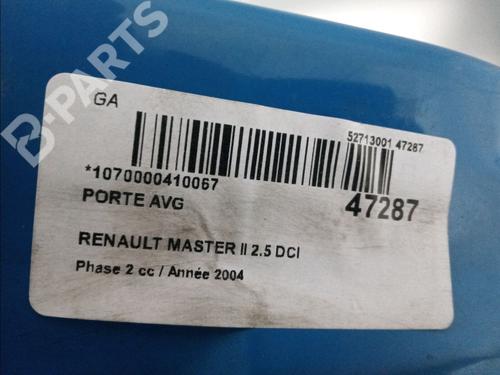 B-PARTS
GA
52713001 47287
*1070000410067
PORTE AVG
47287
RENAULT MASTER II 2.5 DCI
Phase 2 cc / Année 2004